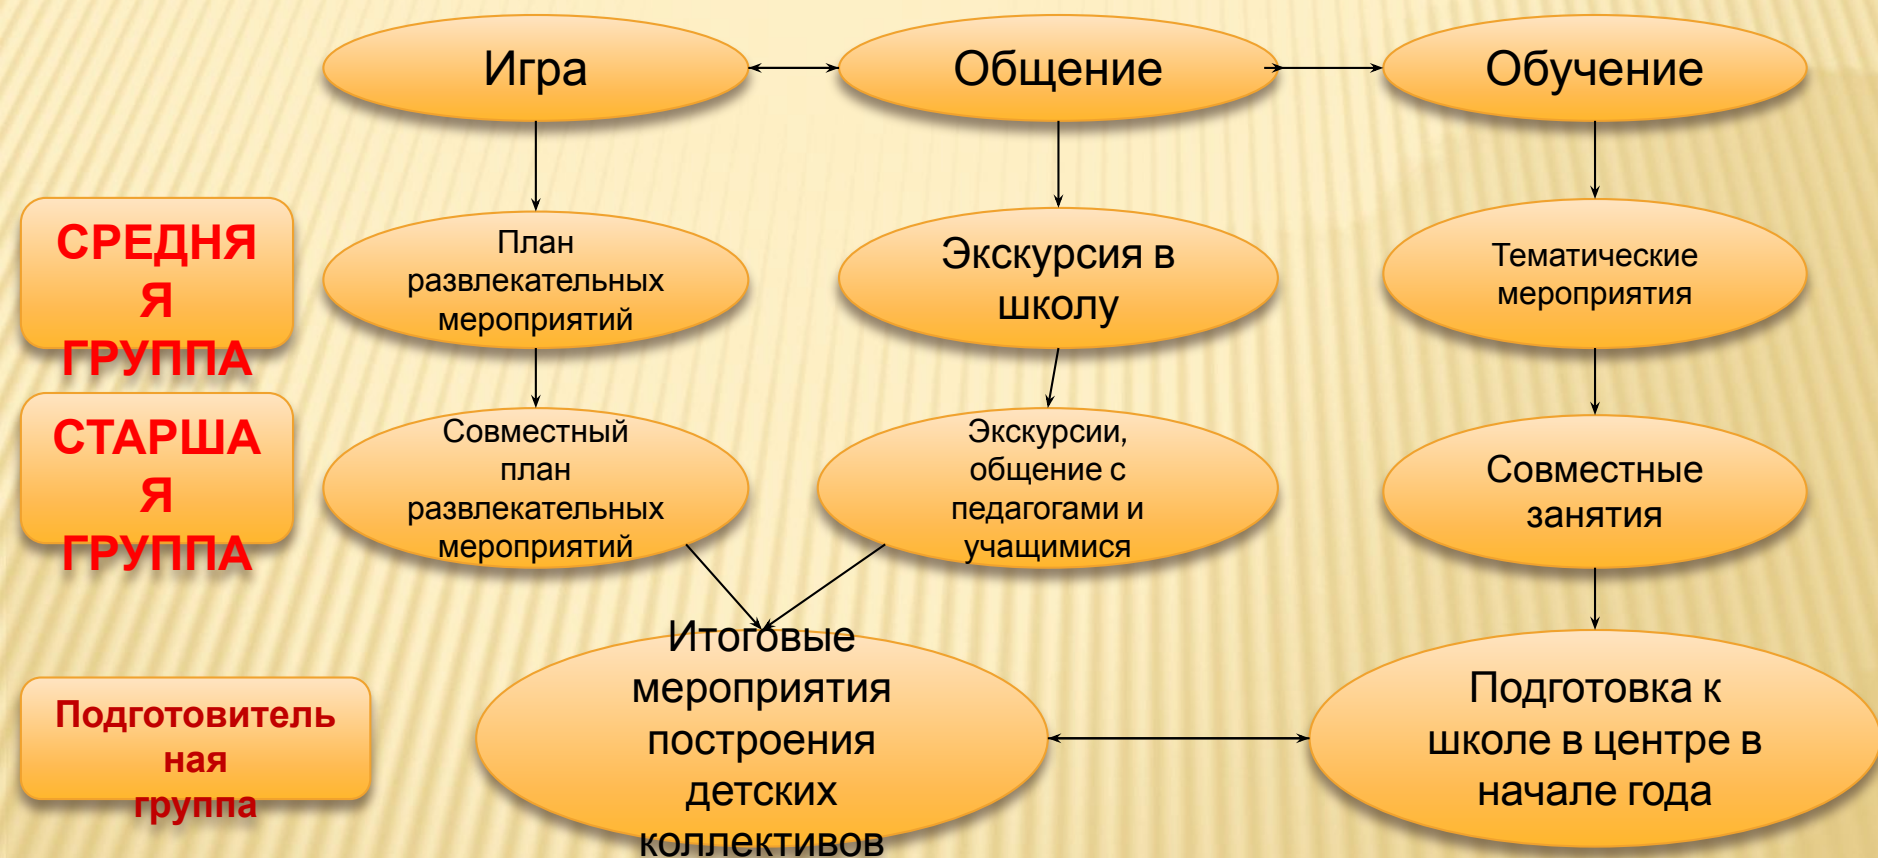 Игра
Общение
Обучение
СРЕДНЯ
Я
ГРУППА
План
развлекательных
мероприятий
Экскурсия в
школу
Тематические
мероприятия
СТАРША
Я
ГРУППА
Совместный
план
развлекательных
мероприятий
Экскурсии,
общение с
педагогами и
учащимися
Совместные
занятия
Подготовитель
ная
группа
Итоговые
мероприятия
построения
детских
коллективов
Подготовка к
школе в центре в
начале года